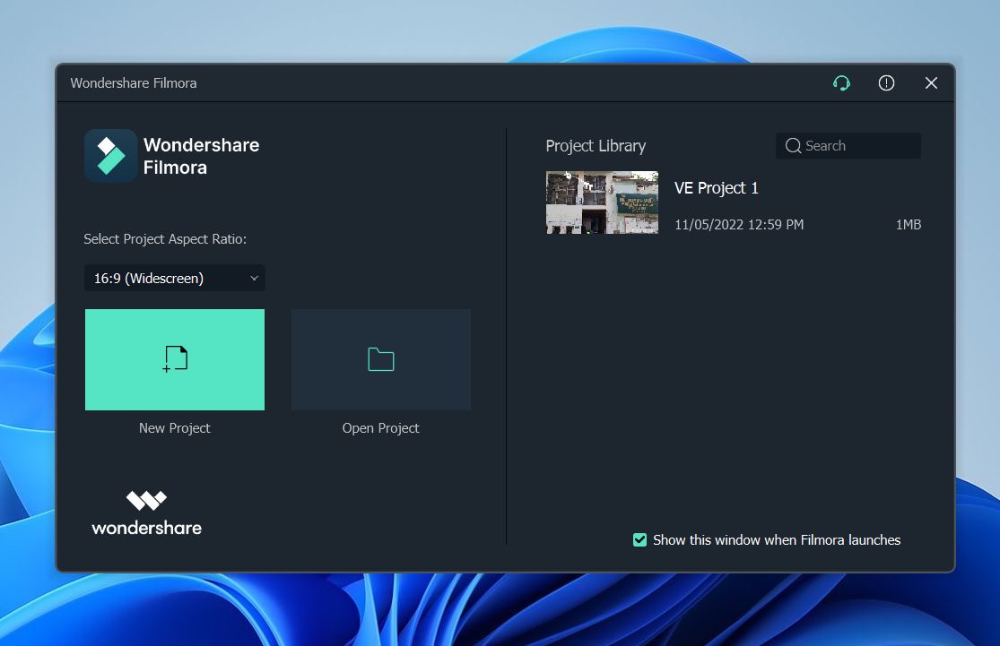 Wondershare Filmora
Wondershare
Filmora
Select Project Aspect Ratio:
16:9 (Widescreen)
New Project
Open Project
wondershare
Project Library
Search
VE Project 1
11/05/2022 12:59 PM
1MB
Show this window when Filmora launches